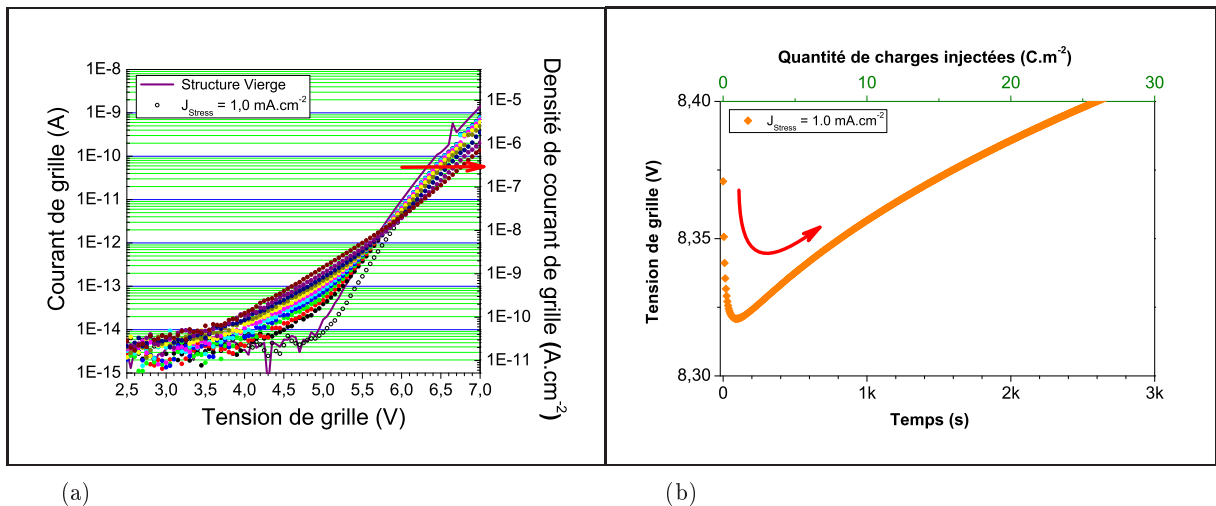 1E-8
1E-9
1E-10
1E-11
1E-12
1E-13
1E-14
1E-15
Courant de grille (A)
Structure Vierge
J_Stress = 1,0 mA.cm⁻²
1E-5
1E-6
1E-7
1E-8
1E-9
1E-10
1E-11
Densité de courant de grille (A.cm⁻²)
2,5 3,0 3,5 4,0 4,5 5,0 5,5 6,0 6,5 7,0
Tension de grille (V)
(a)
Quantité de charges injectées (C.m⁻²)
0 10 20 30
8,40
8,35
8,30
Tension de grille (V)
J_Stress = 1.0 mA.cm⁻²
0 1k 2k 3k
Temps (s)
(b)